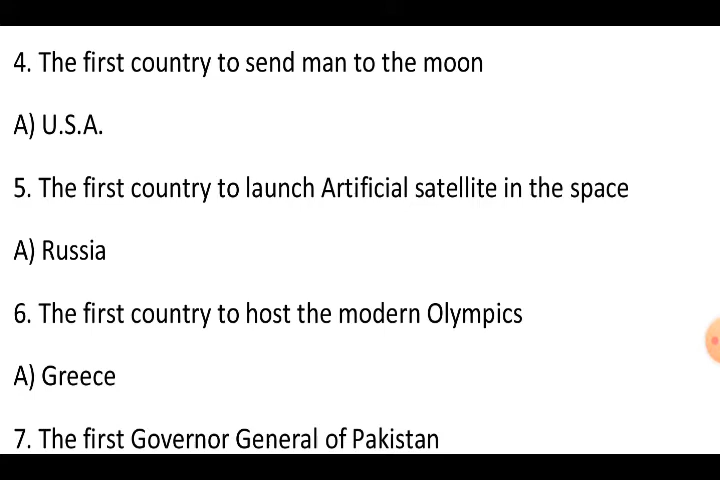 4. The first country to send man to the moon
A) U.S.A.
5. The first country to launch Artificial satellite in the space
A) Russia
6. The first country to host the modern Olympics
A) Greece
7. The first Governor General of Pakistan